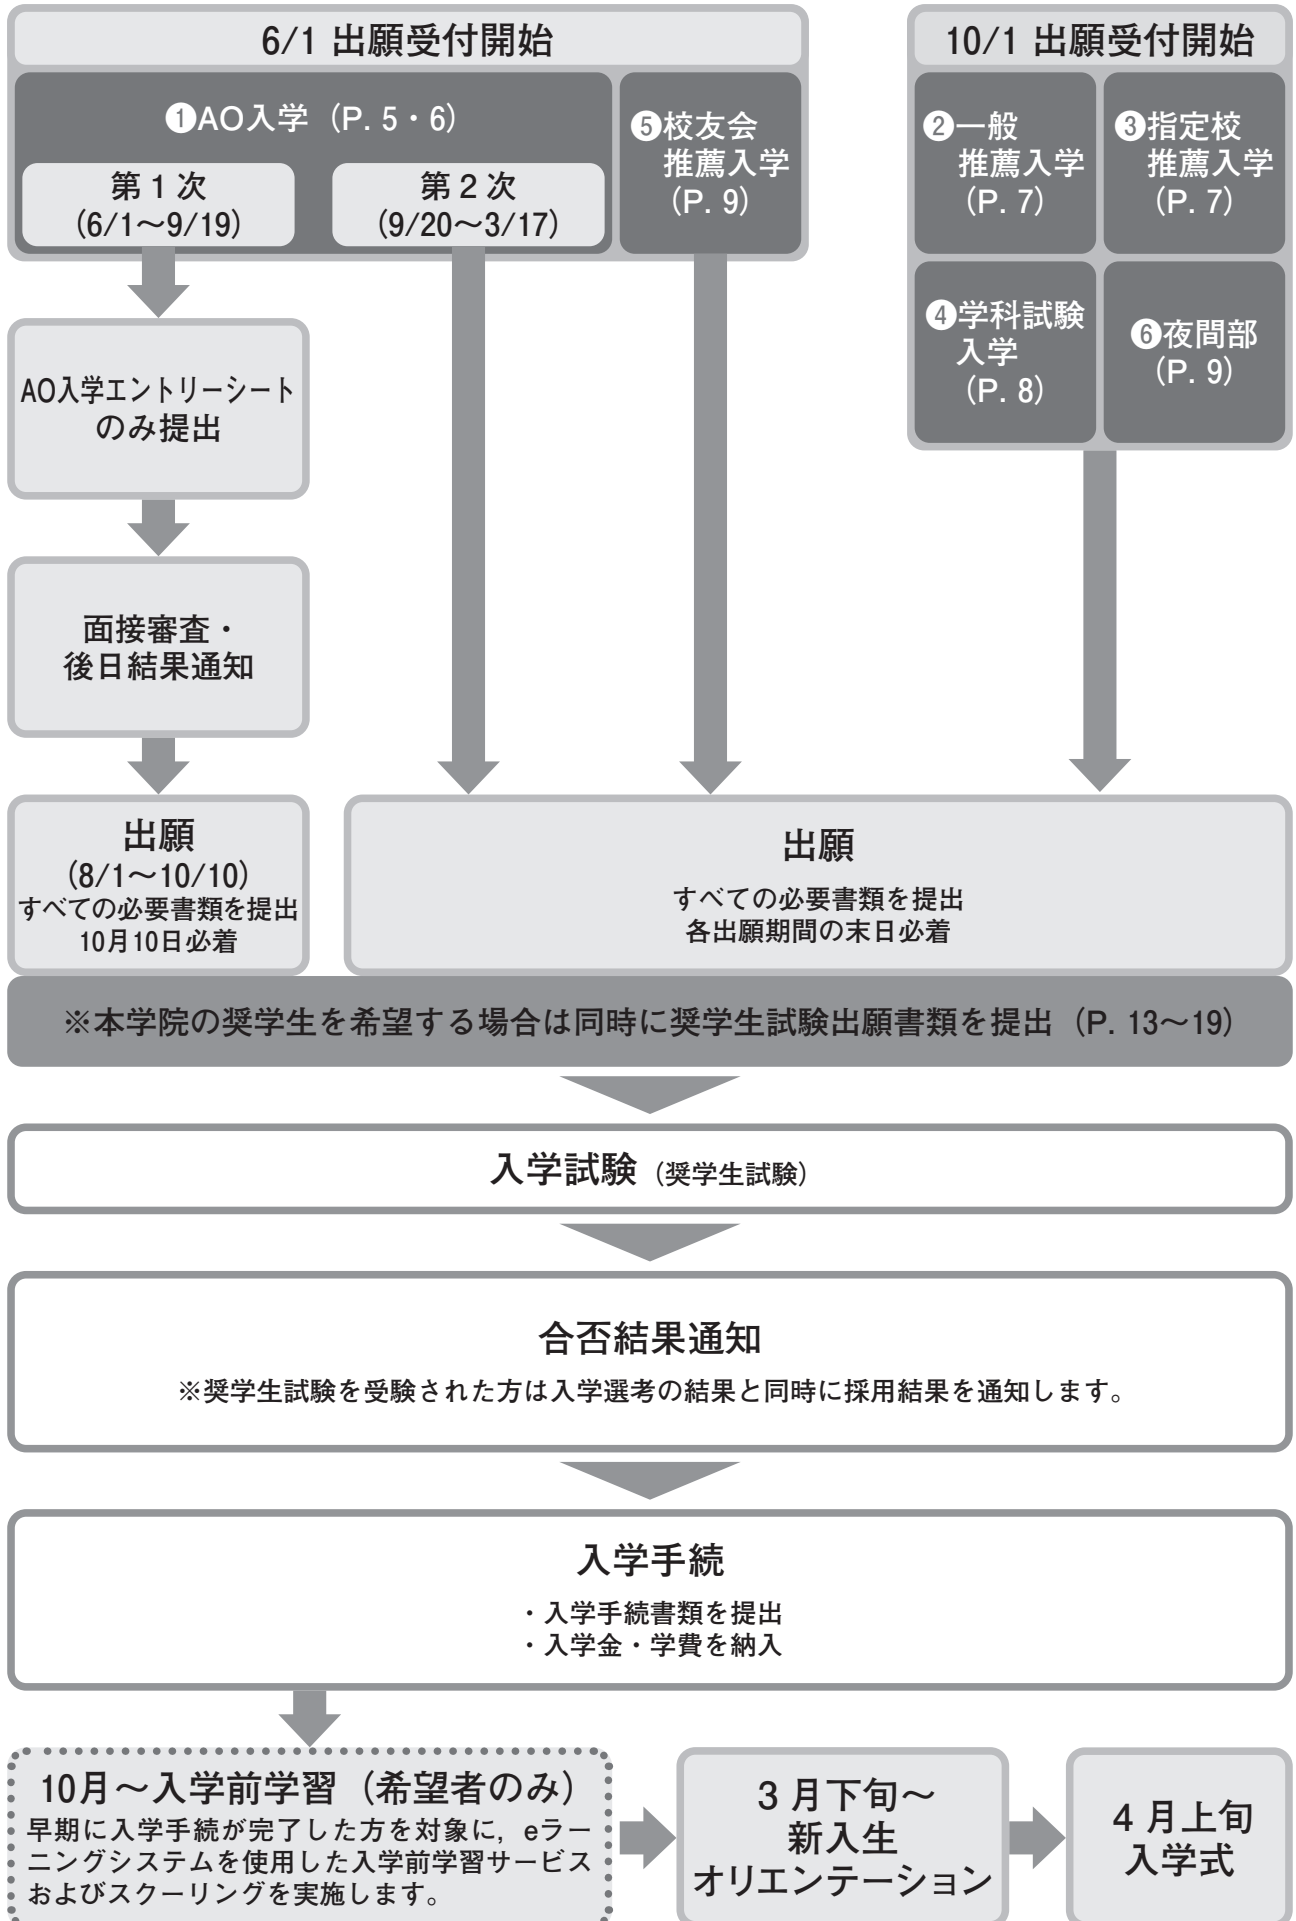 6/1 出願受付開始
❶AO入学（P. 5・6）
第1次
(6/1～9/19)
第2次
(9/20～3/17)
❺校友会
推薦入学
（P. 9）
10/1 出願受付開始
❷一般
推薦入学
（P. 7）
❸指定校
推薦入学
（P. 7）
❹学科試験
入学
（P. 8）
❻夜間部
（P. 9）
AO入学エントリーシート
のみ提出
面接審査・
後日結果通知
出願
(8/1～10/10)
すべての必要書類を提出
10月10日必着
出願
すべての必要書類を提出
各出願期間の末日必着
※本学院の奨学生を希望する場合は同時に奨学生試験出願書類を提出（P. 13～19）
入学試験（奨学生試験）
合否結果通知
※奨学生試験を受験された方は入学選考の結果と同時に採用結果を通知します。
入学手続
・入学手続書類を提出
・入学金・学費を納入
10月～入学前学習（希望者のみ）
早期に入学手続が完了した方を対象に，eラー
ニングシステムを使用した入学前学習サービス
およびスクーリングを実施します。
3月下旬～
新入生
オリエンテーション
4月上旬
入学式